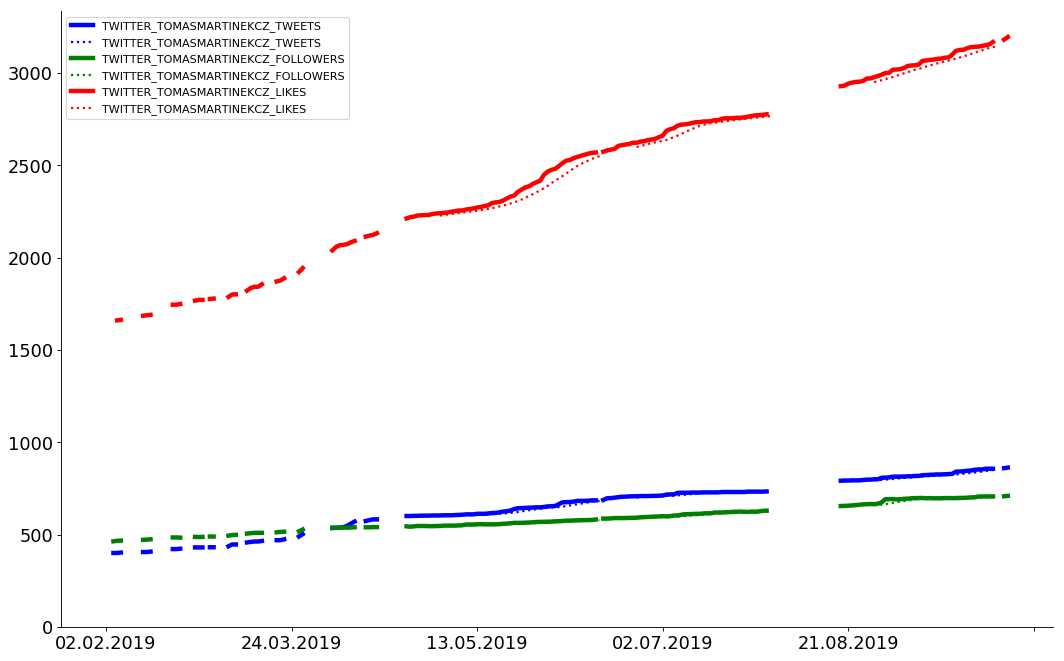 TWITTER_TOMASMARTINEKCZ_TWEETS
TWITTER_TOMASMARTINEKCZ_TWEETS
TWITTER_TOMASMARTINEKCZ_FOLLOWERS
TWITTER_TOMASMARTINEKCZ_FOLLOWERS
TWITTER_TOMASMARTINEKCZ_LIKES
TWITTER_TOMASMARTINEKCZ_LIKES
3000
2500
2000
1500
1000
500
0
02.02.2019 24.03.2019 13.05.2019 02.07.2019 21.08.2019